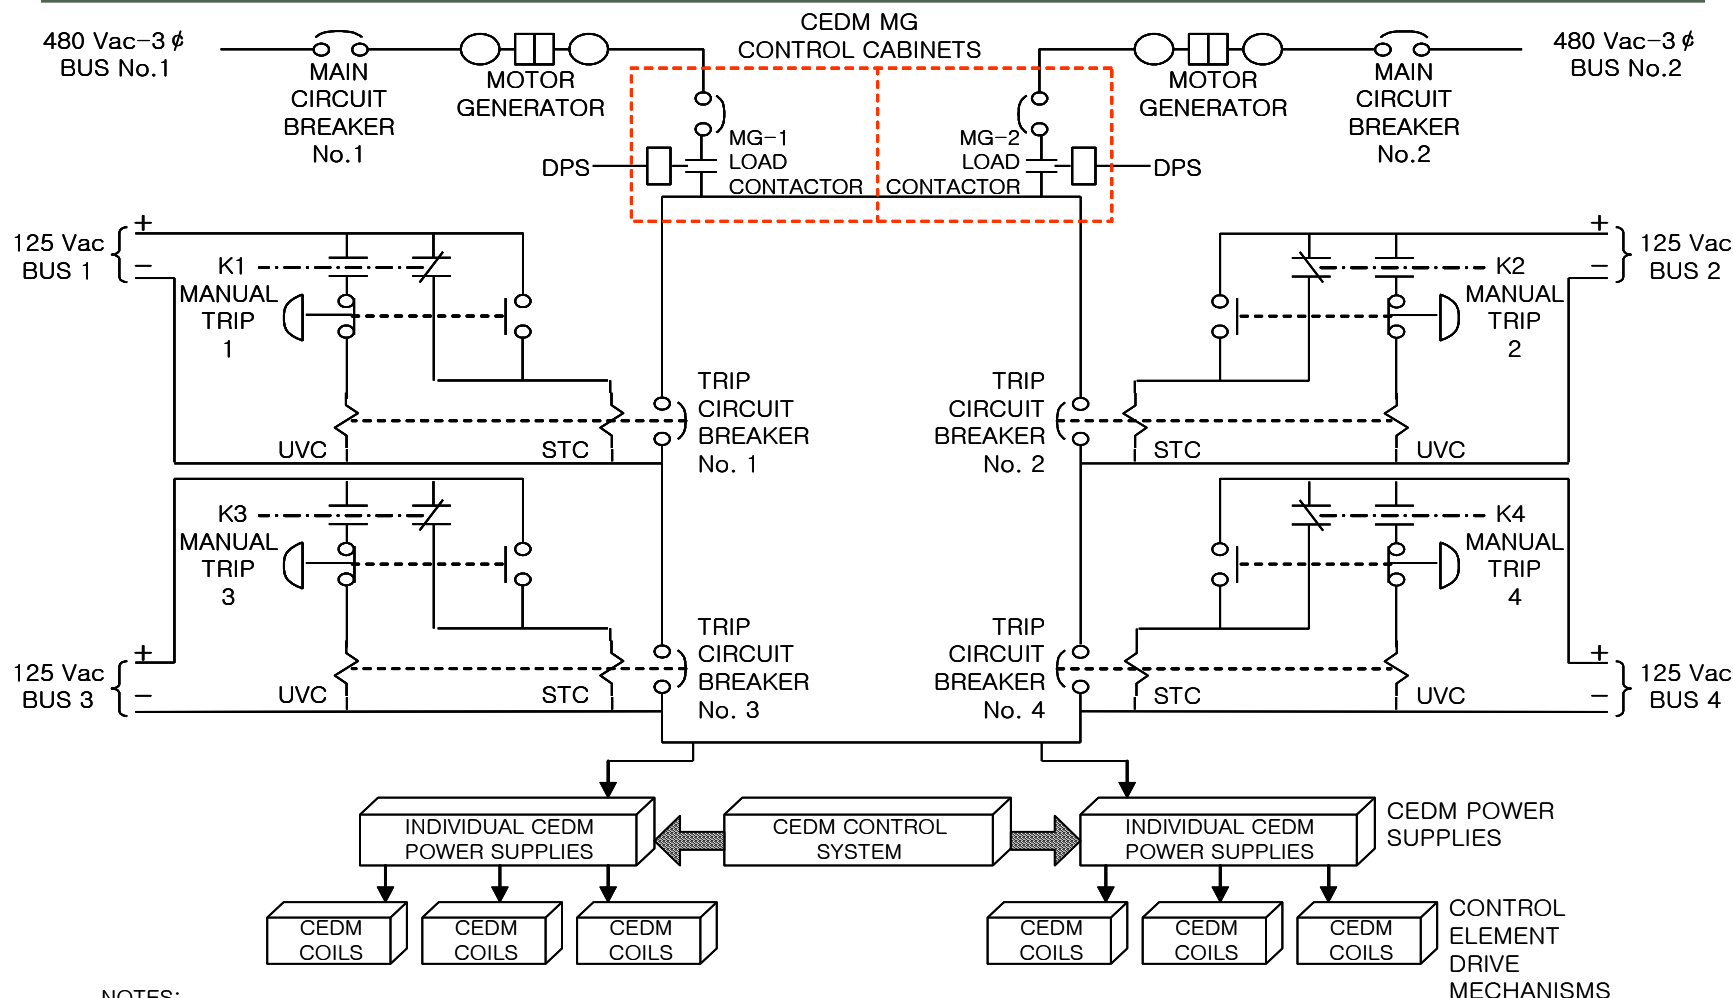 CEDM MG
CONTROL CABINETS
480 Vac-3 ¢
BUS No.1
MAIN
CIRCUIT
BREAKER
No.1
MOTOR
GENERATOR
MOTOR
GENERATOR
MAIN
CIRCUIT
BREAKER
No.2
480 Vac-3 ¢
BUS No.2
DPS
MG-1
LOAD
CONTACTOR
MG-2
LOAD
CONTACTOR
DPS
125 Vac
BUS 1
+
−
K1
MANUAL
TRIP
1
UVC
STC
TRIP
CIRCUIT
BREAKER
No. 1
TRIP
CIRCUIT
BREAKER
No. 2
STC
UVC
K2
MANUAL
TRIP
2
+
−
125 Vac
BUS 2
K3
MANUAL
TRIP
3
+
−
125 Vac
BUS 3
UVC
STC
TRIP
CIRCUIT
BREAKER
No. 3
TRIP
CIRCUIT
BREAKER
No. 4
STC
UVC
K4
MANUAL
TRIP
4
+
−
125 Vac
BUS 4
INDIVIDUAL CEDM
POWER SUPPLIES
CEDM CONTROL
SYSTEM
INDIVIDUAL CEDM
POWER SUPPLIES
CEDM POWER
SUPPLIES
CEDM
COILS
CEDM
COILS
CEDM
COILS
CEDM
COILS
CEDM
COILS
CEDM
COILS
CONTROL
ELEMENT
DRIVE
MECHANISMS
NOTES: